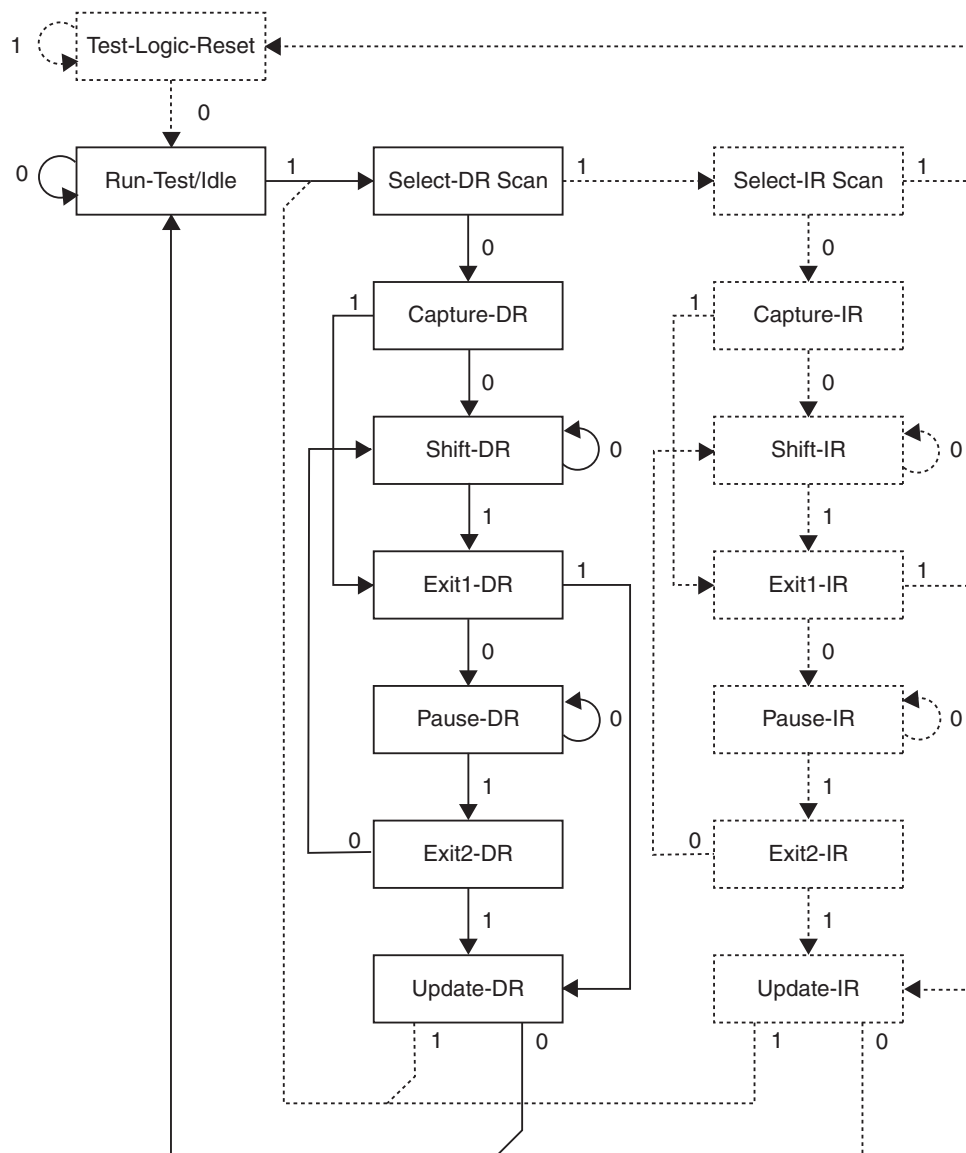 1 Test-Logic-Reset
0
0 Run-Test/Idle 1 Select-DR Scan 1 Select-IR Scan 1
0 0
1 Capture-DR 1 Capture-IR
0 0
Shift-DR 0 Shift-IR 0
1 1
Exit1-DR 1 Exit1-IR 1
0 0
Pause-DR 0 Pause-IR 0
1 1
0 Exit2-DR 0 Exit2-IR
1 1
Update-DR Update-IR
1 0 1 0